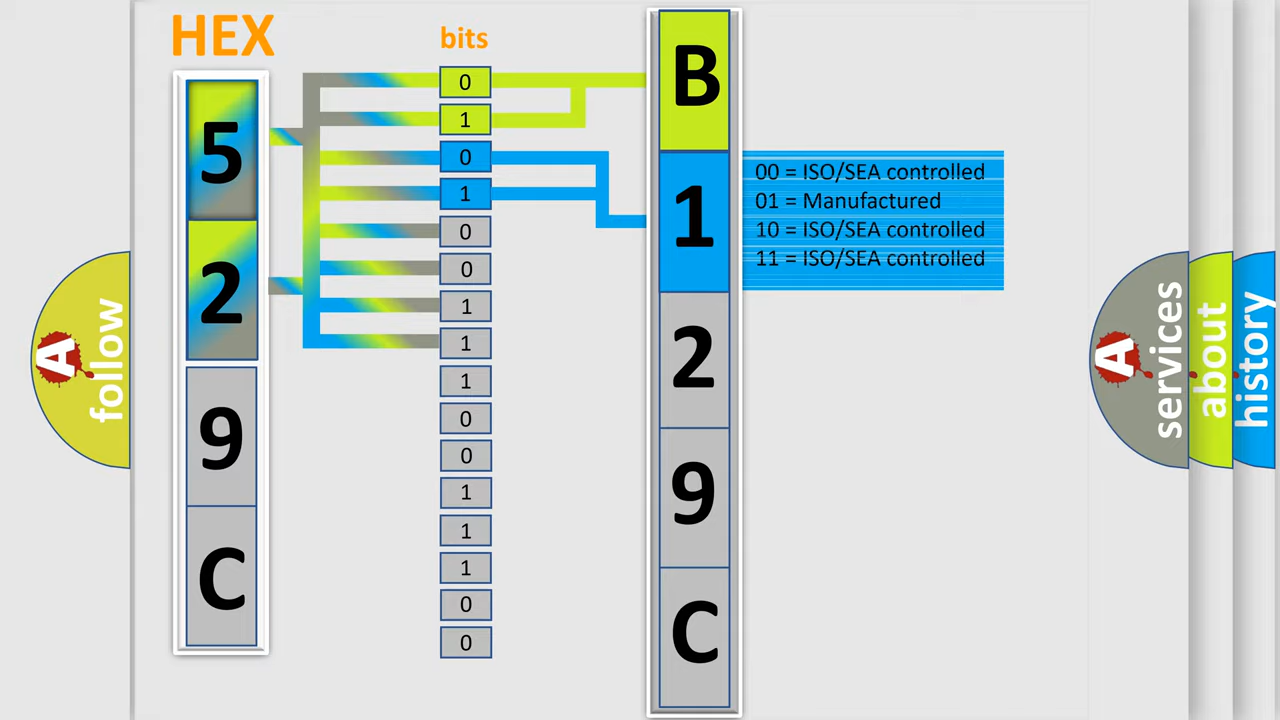 HEX
bits
5
2
9
C
0
1
0
1
0
0
1
1
1
0
0
1
1
1
0
0
B
1
2
9
C
00 = ISO/SEA controlled
01 = Manufactured
10 = ISO/SEA controlled
11 = ISO/SEA controlled
A
follow
A
services
about
history